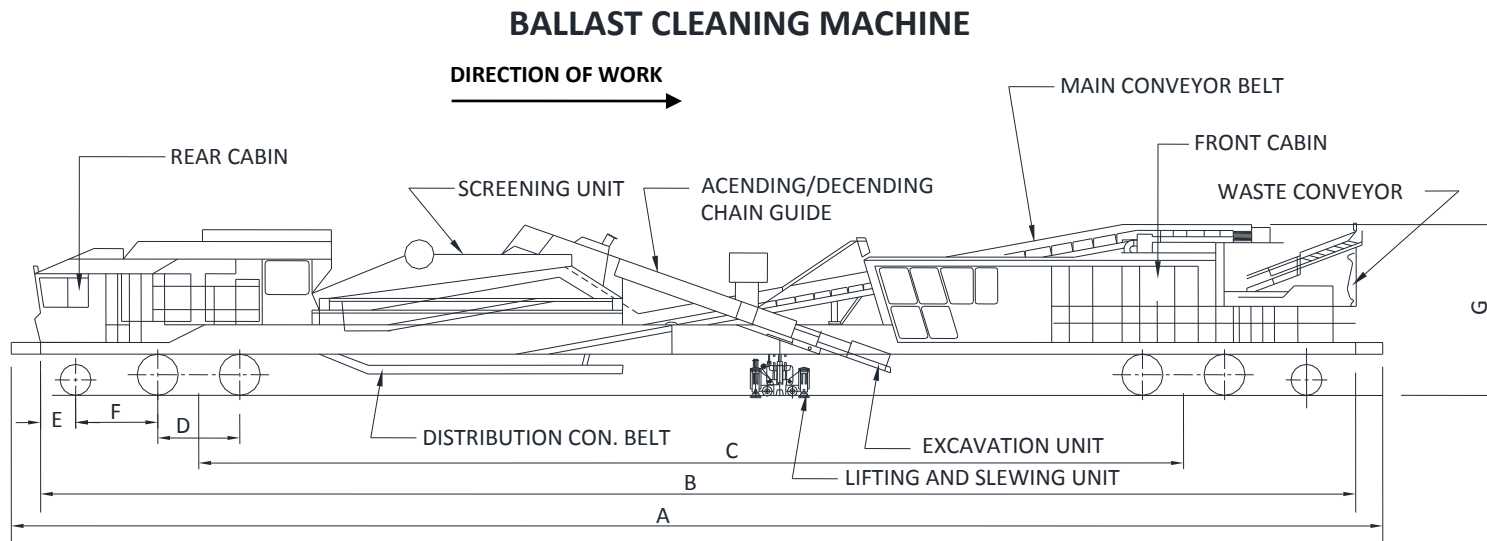 BALLAST CLEANING MACHINE
DIRECTION OF WORK
MAIN CONVEYOR BELT
REAR CABIN
FRONT CABIN
SCREENING UNIT
ACENDING/DECENDING
CHAIN GUIDE
WASTE CONVEYOR
G
E
F
D
DISTRIBUTION CON. BELT
C
EXCAVATION UNIT
LIFTING AND SLEWING UNIT
B
A